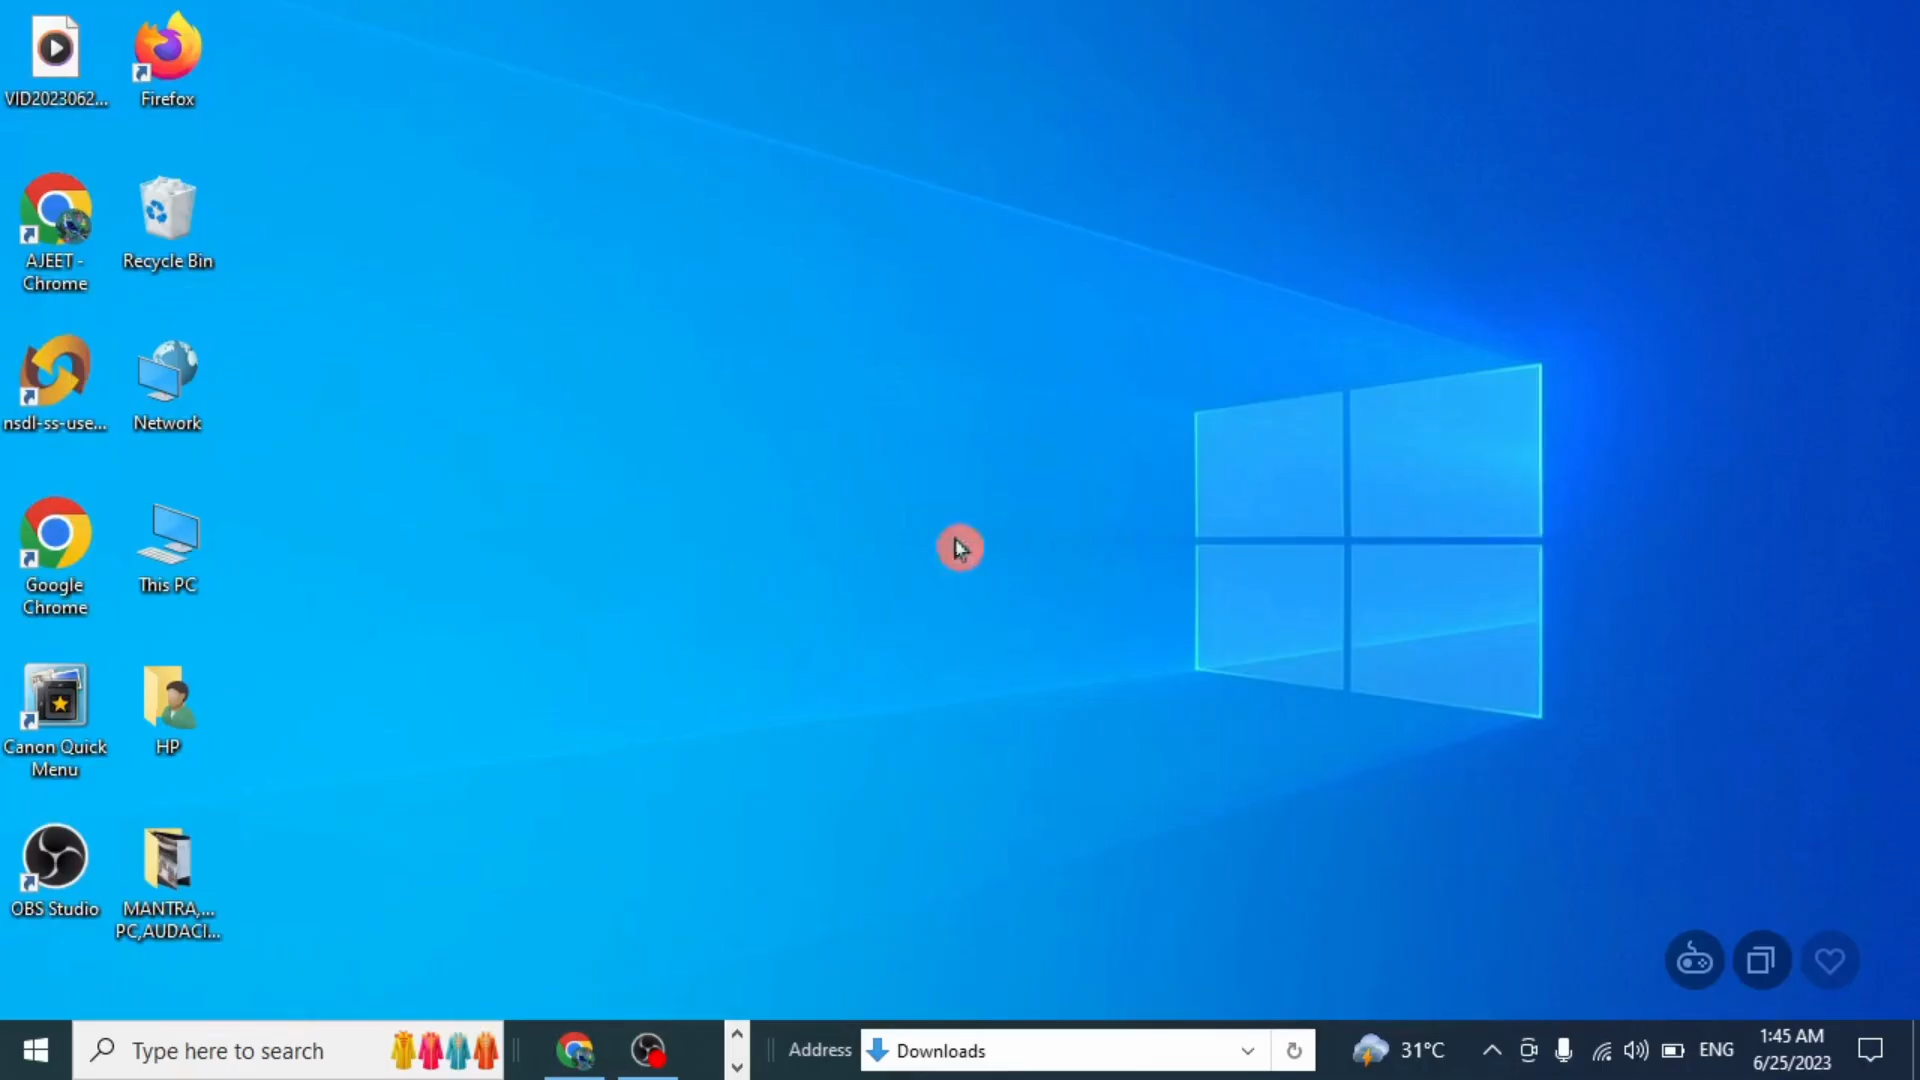 VID2023062...
Firefox
AJEET -
Chrome
Recycle Bin
nsdl-ss-use...
Network
Google
Chrome
This PC
Canon Quick
Menu
HP
OBS Studio
MANTRA,...
PC,AUDACI...
Type here to search
Address
Downloads
31°C
ENG
1:45 AM
6/25/2023